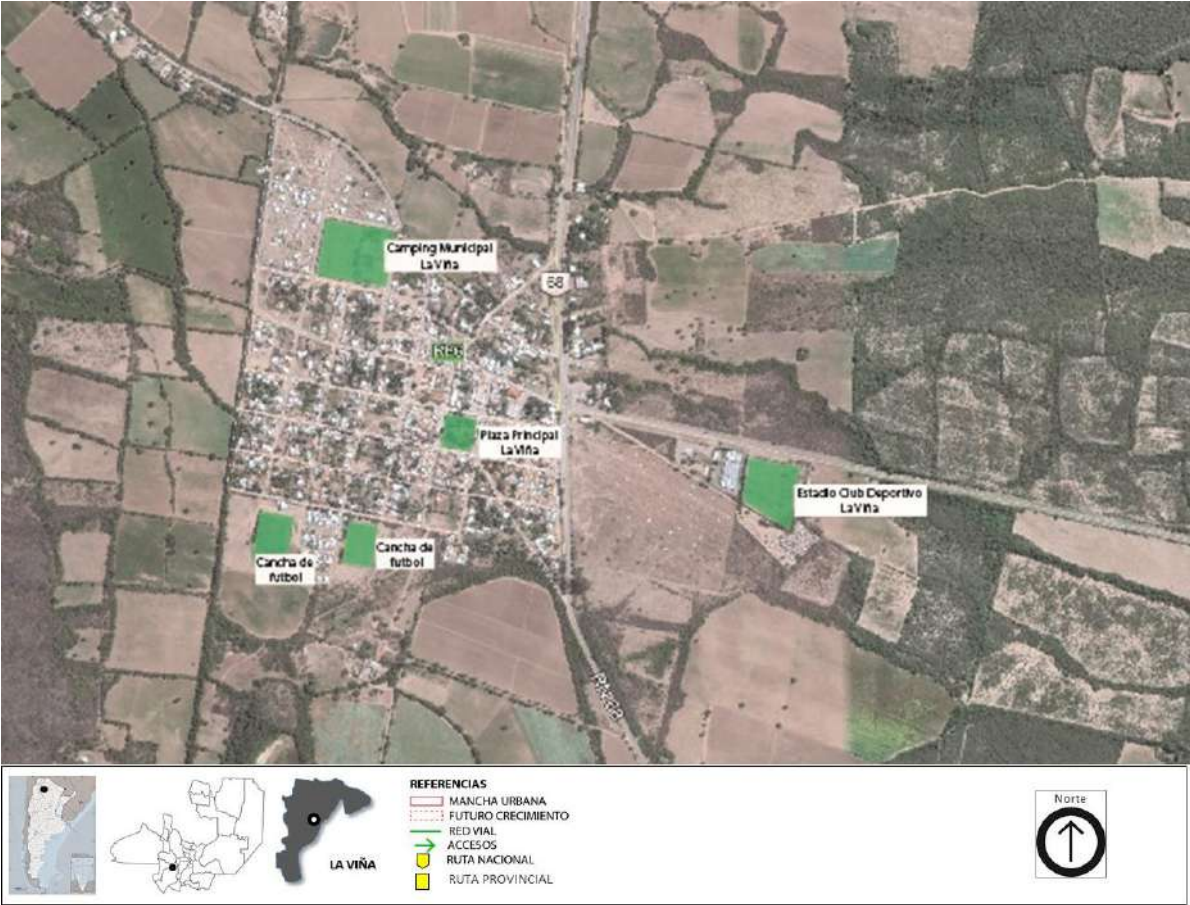 Camping Municipal
La Viña
68
RP6
Plaza Principal
La Viña
Estadio Club Deportivo
La Viña
Cancha de
futbol
Cancha de
futbol
REFERENCIAS
MANCHA URBANA
FUTURO CRECIMIENTO
RED VIAL
ACCESOS
RUTA NACIONAL
RUTA PROVINCIAL
LA VIÑA
Norte